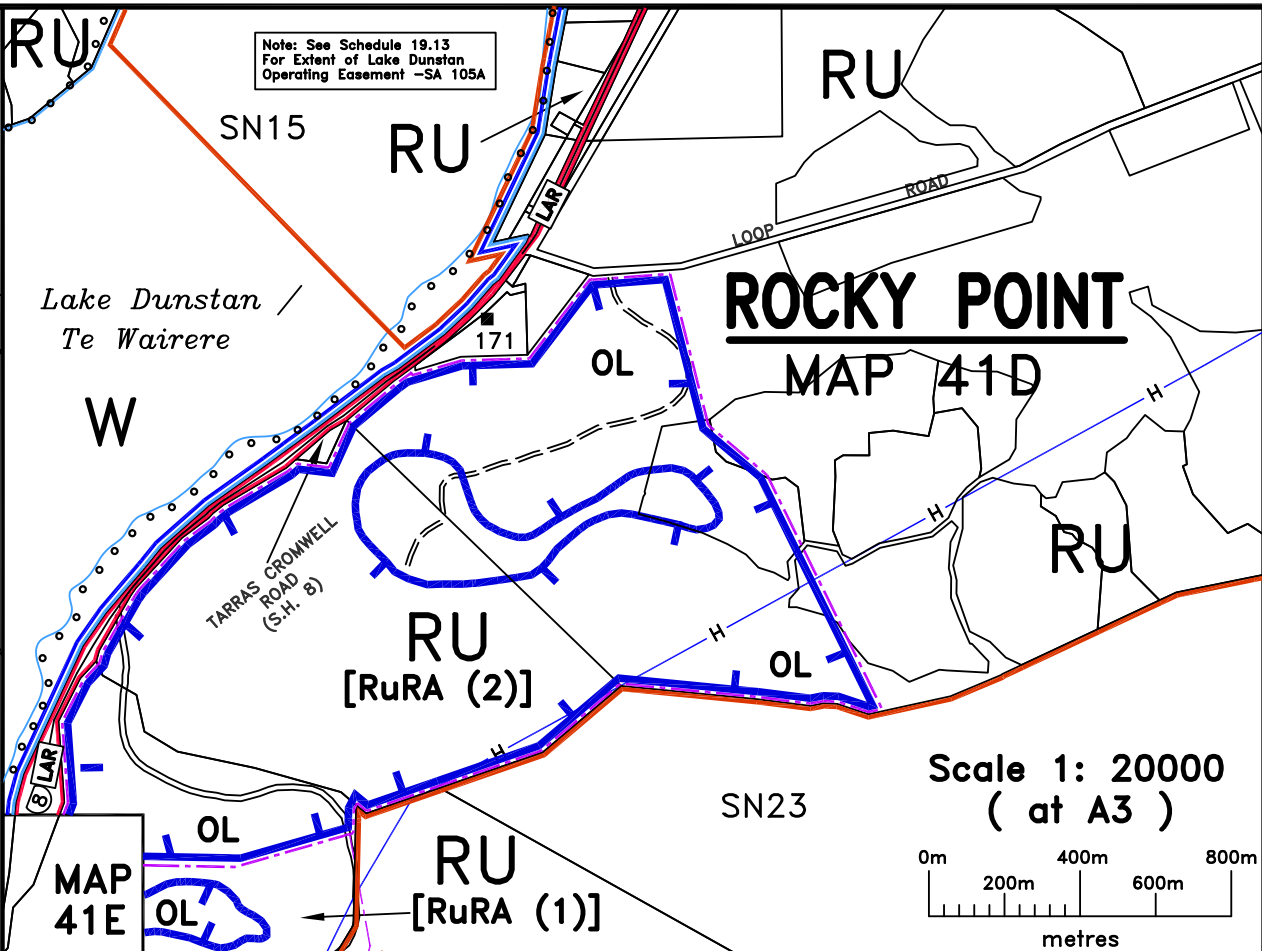 RU
Note: See Schedule 19.13
For Extent of Lake Dunstan
Operating Easement -SA 105A
RU
SN15
RU
LAR
LOOP ROAD
Lake Dunstan
Te Wairere
171
ROCKY POINT
MAP 41D
OL
W
H
H
TARRAS CROMWELL
ROAD
(S.H. 8)
RU
RU
[RuRA (2)]
H
OL
H
LAR
8
Scale 1: 20000
( at A3 )
SN23
OL
0m
400m
800m
200m
600m
metres
MAP
41E
OL
RU
[RuRA (1)]